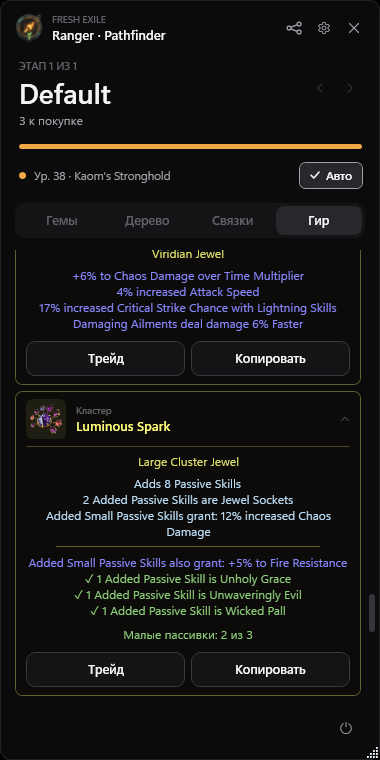 FRESH EXILE
Ranger · Pathfinder
ЭТАП 1 ИЗ 1
Default
3 к покупке
Ур. 38 · Kaom's Stronghold
✓ Авто
Гемы
Дерево
Связки
Гир
Viridian Jewel
+6% to Chaos Damage over Time Multiplier
4% increased Attack Speed
17% increased Critical Strike Chance with Lightning Skills
Damaging Ailments deal damage 6% Faster
Трейд
Копировать
Кластер
Luminous Spark
Large Cluster Jewel
Adds 8 Passive Skills
2 Added Passive Skills are Jewel Sockets
Added Small Passive Skills grant: 12% increased Chaos
Damage
Added Small Passive Skills also grant: +5% to Fire Resistance
✓ 1 Added Passive Skill is Unholy Grace
✓ 1 Added Passive Skill is Unwaveringly Evil
✓ 1 Added Passive Skill is Wicked Pall
Малые пассивки: 2 из 3
Трейд
Копировать